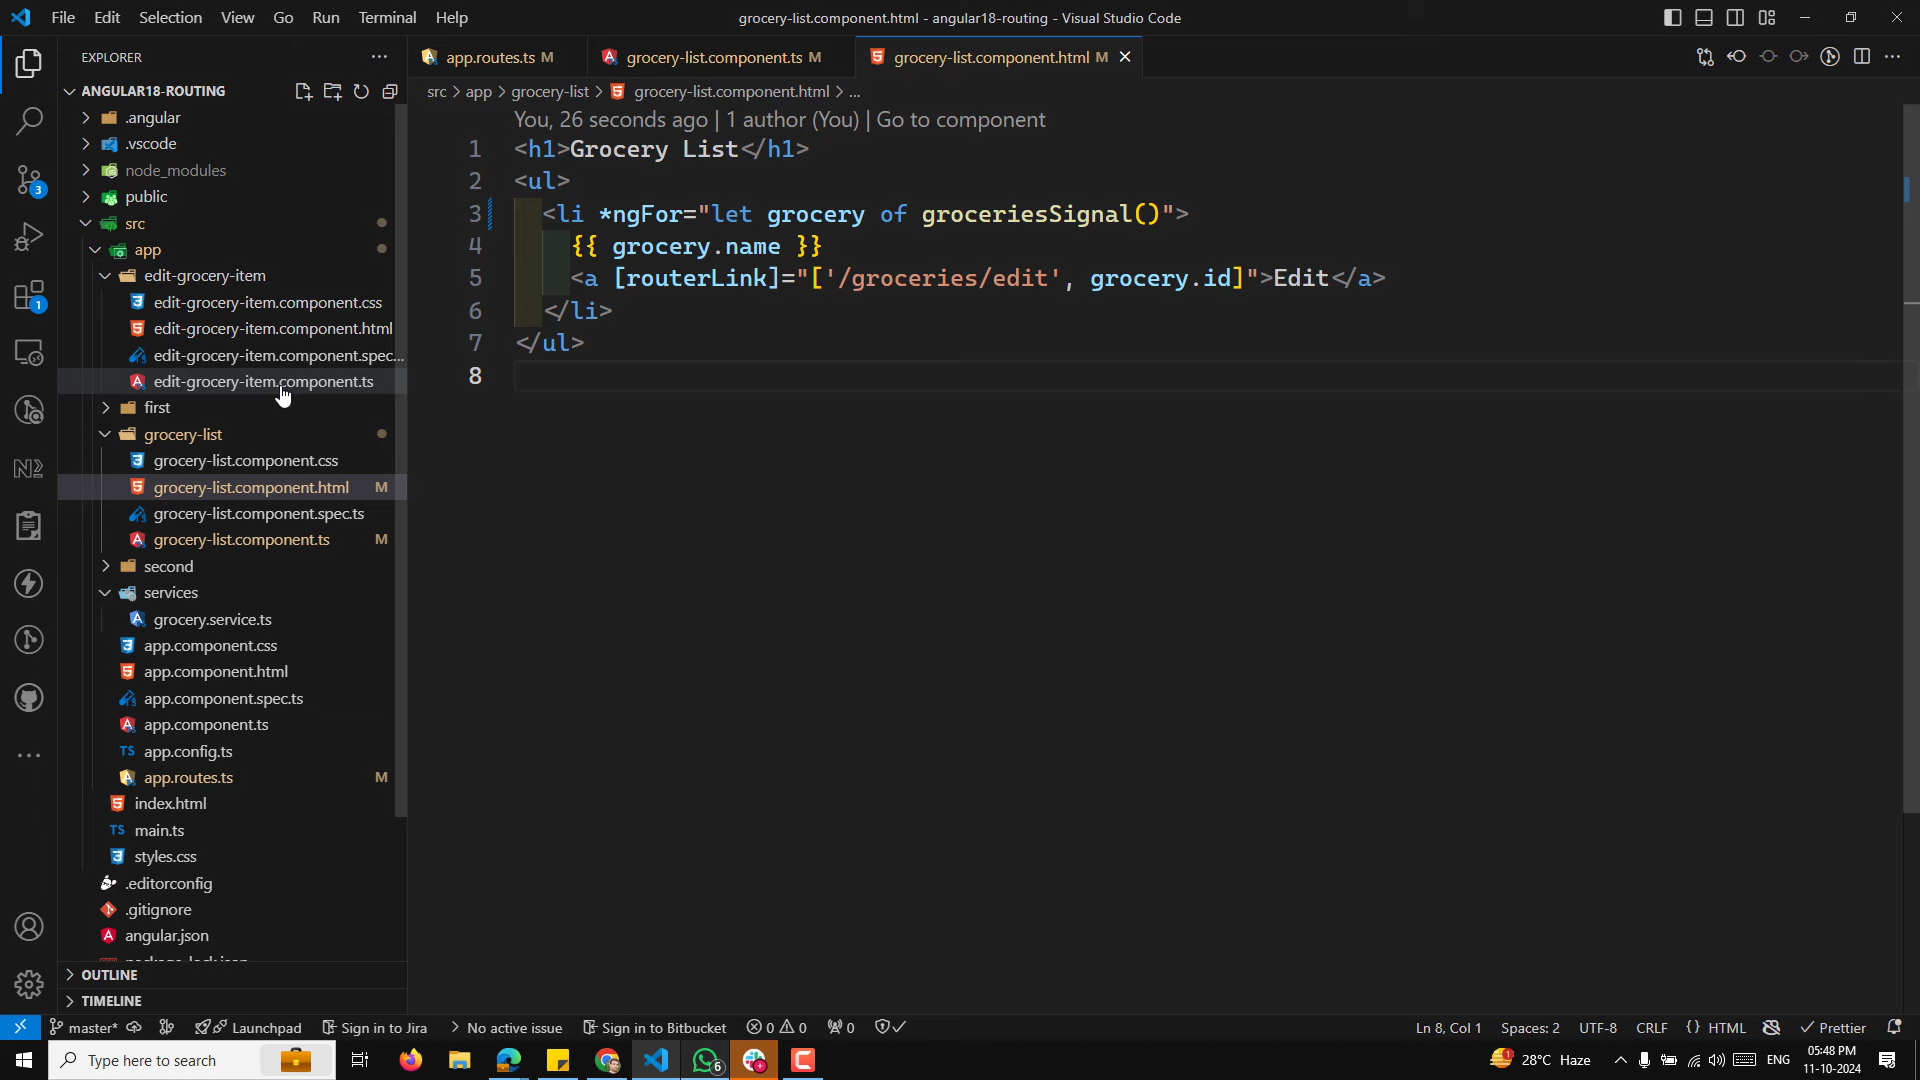 File Edit Selection View Go Run Terminal Help
grocery-list.component.html - angular18-routing - Visual Studio Code
EXPLORER
ANGULAR18-ROUTING
.angular
.vscode
node_modules
public
src
app
edit-grocery-item
edit-grocery-item.component.css
edit-grocery-item.component.html
edit-grocery-item.component.spec...
edit-grocery-item.component.ts
first
grocery-list
grocery-list.component.css
grocery-list.component.html M
grocery-list.component.spec.ts
grocery-list.component.ts M
second
services
grocery.service.ts
app.component.css
app.component.html
app.component.spec.ts
app.component.ts
TS app.config.ts
app.routes.ts M
index.html
TS main.ts
styles.css
.editorconfig
.gitignore
angular.json
OUTLINE
TIMELINE
3
1
app.routes.ts M
grocery-list.component.ts M
grocery-list.component.html M
src > app > grocery-list > grocery-list.component.html > ...
You, 26 seconds ago | 1 author (You) | Go to component
1 <h1>Grocery List</h1>
2 <ul>
3 <li *ngFor="let grocery of groceriesSignal()">
4 {{ grocery.name }}
5 <a [routerLink]="['/groceries/edit', grocery.id]">Edit</a>
6 </li>
7 </ul>
8
master* Launchpad Sign in to Jira No active issue Sign in to Bitbucket 0 0 0
Ln 8, Col 1 Spaces: 2 UTF-8 CRLF {} HTML Prettier
Type here to search
6
1
28°C Haze
ENG
05:48 PM
11-10-2024